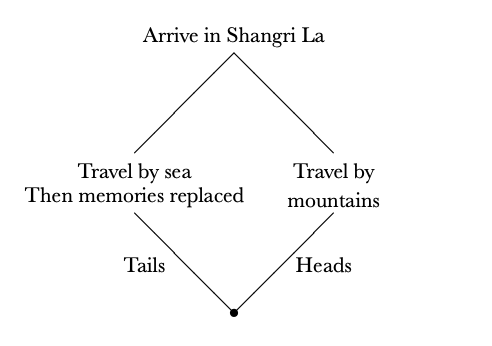 Arrive in Shangri La
Travel by sea
Then memories replaced
Travel by
mountains
Tails
Heads